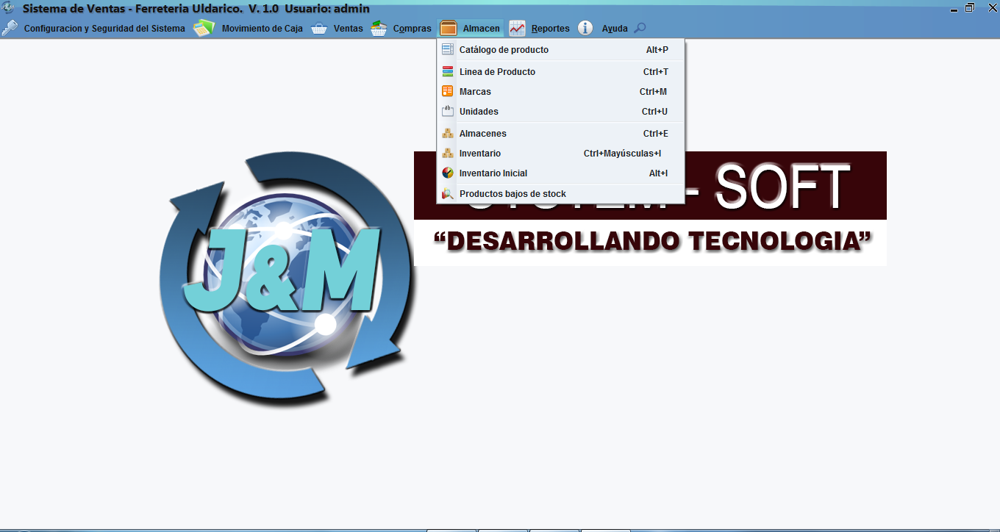 Sistema de Ventas - Ferreteria Uldarico. V. 1.0 Usuario: admin
Configuracion y Seguridad del Sistema Movimiento de Caja Ventas Compras Almacen Reportes Ayuda
Catálogo de producto Alt+P
Linea de Producto Ctrl+T
Marcas Ctrl+M
Unidades Ctrl+U
Almacenes Ctrl+E
Inventario Ctrl+Mayúsculas+I
Inventario Inicial Alt+I
Productos bajos de stock
- SOFT
“DESARROLLANDO TECNOLOGIA”
J&M